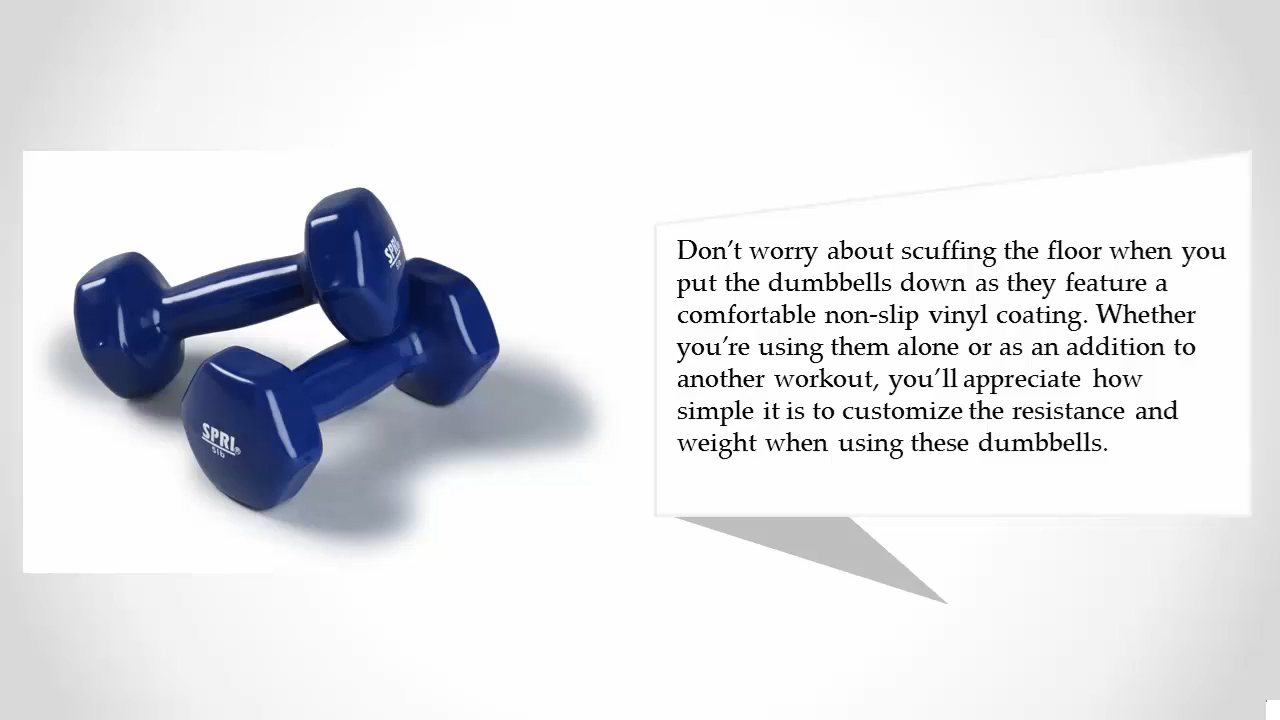 SPRI
SPRI®
5lb
Don’t worry about scuffing the floor when you
put the dumbbells down as they feature a
comfortable non-slip vinyl coating. Whether
you’re using them alone or as an addition to
another workout, you’ll appreciate how
simple it is to customize the resistance and
weight when using these dumbbells.